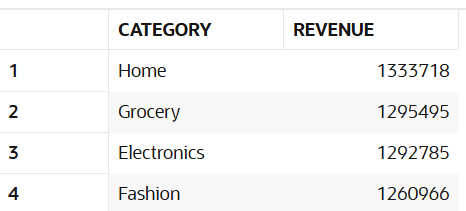 CATEGORY REVENUE
1 Home 1333718
2 Grocery 1295495
3 Electronics 1292785
4 Fashion 1260966